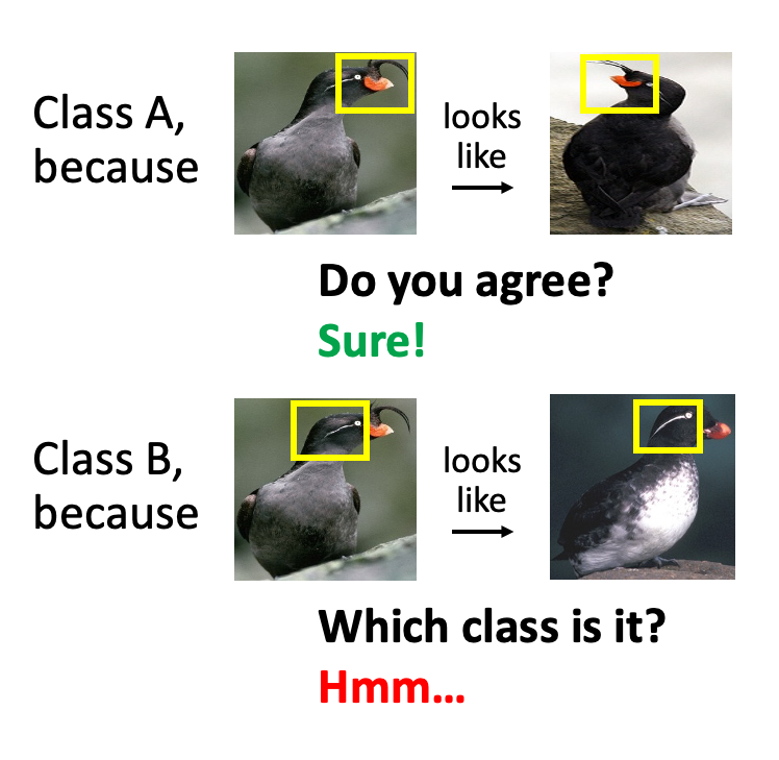 Class A,
because
looks
like
Do you agree?
Sure!
Class B,
because
looks
like
Which class is it?
Hmm...